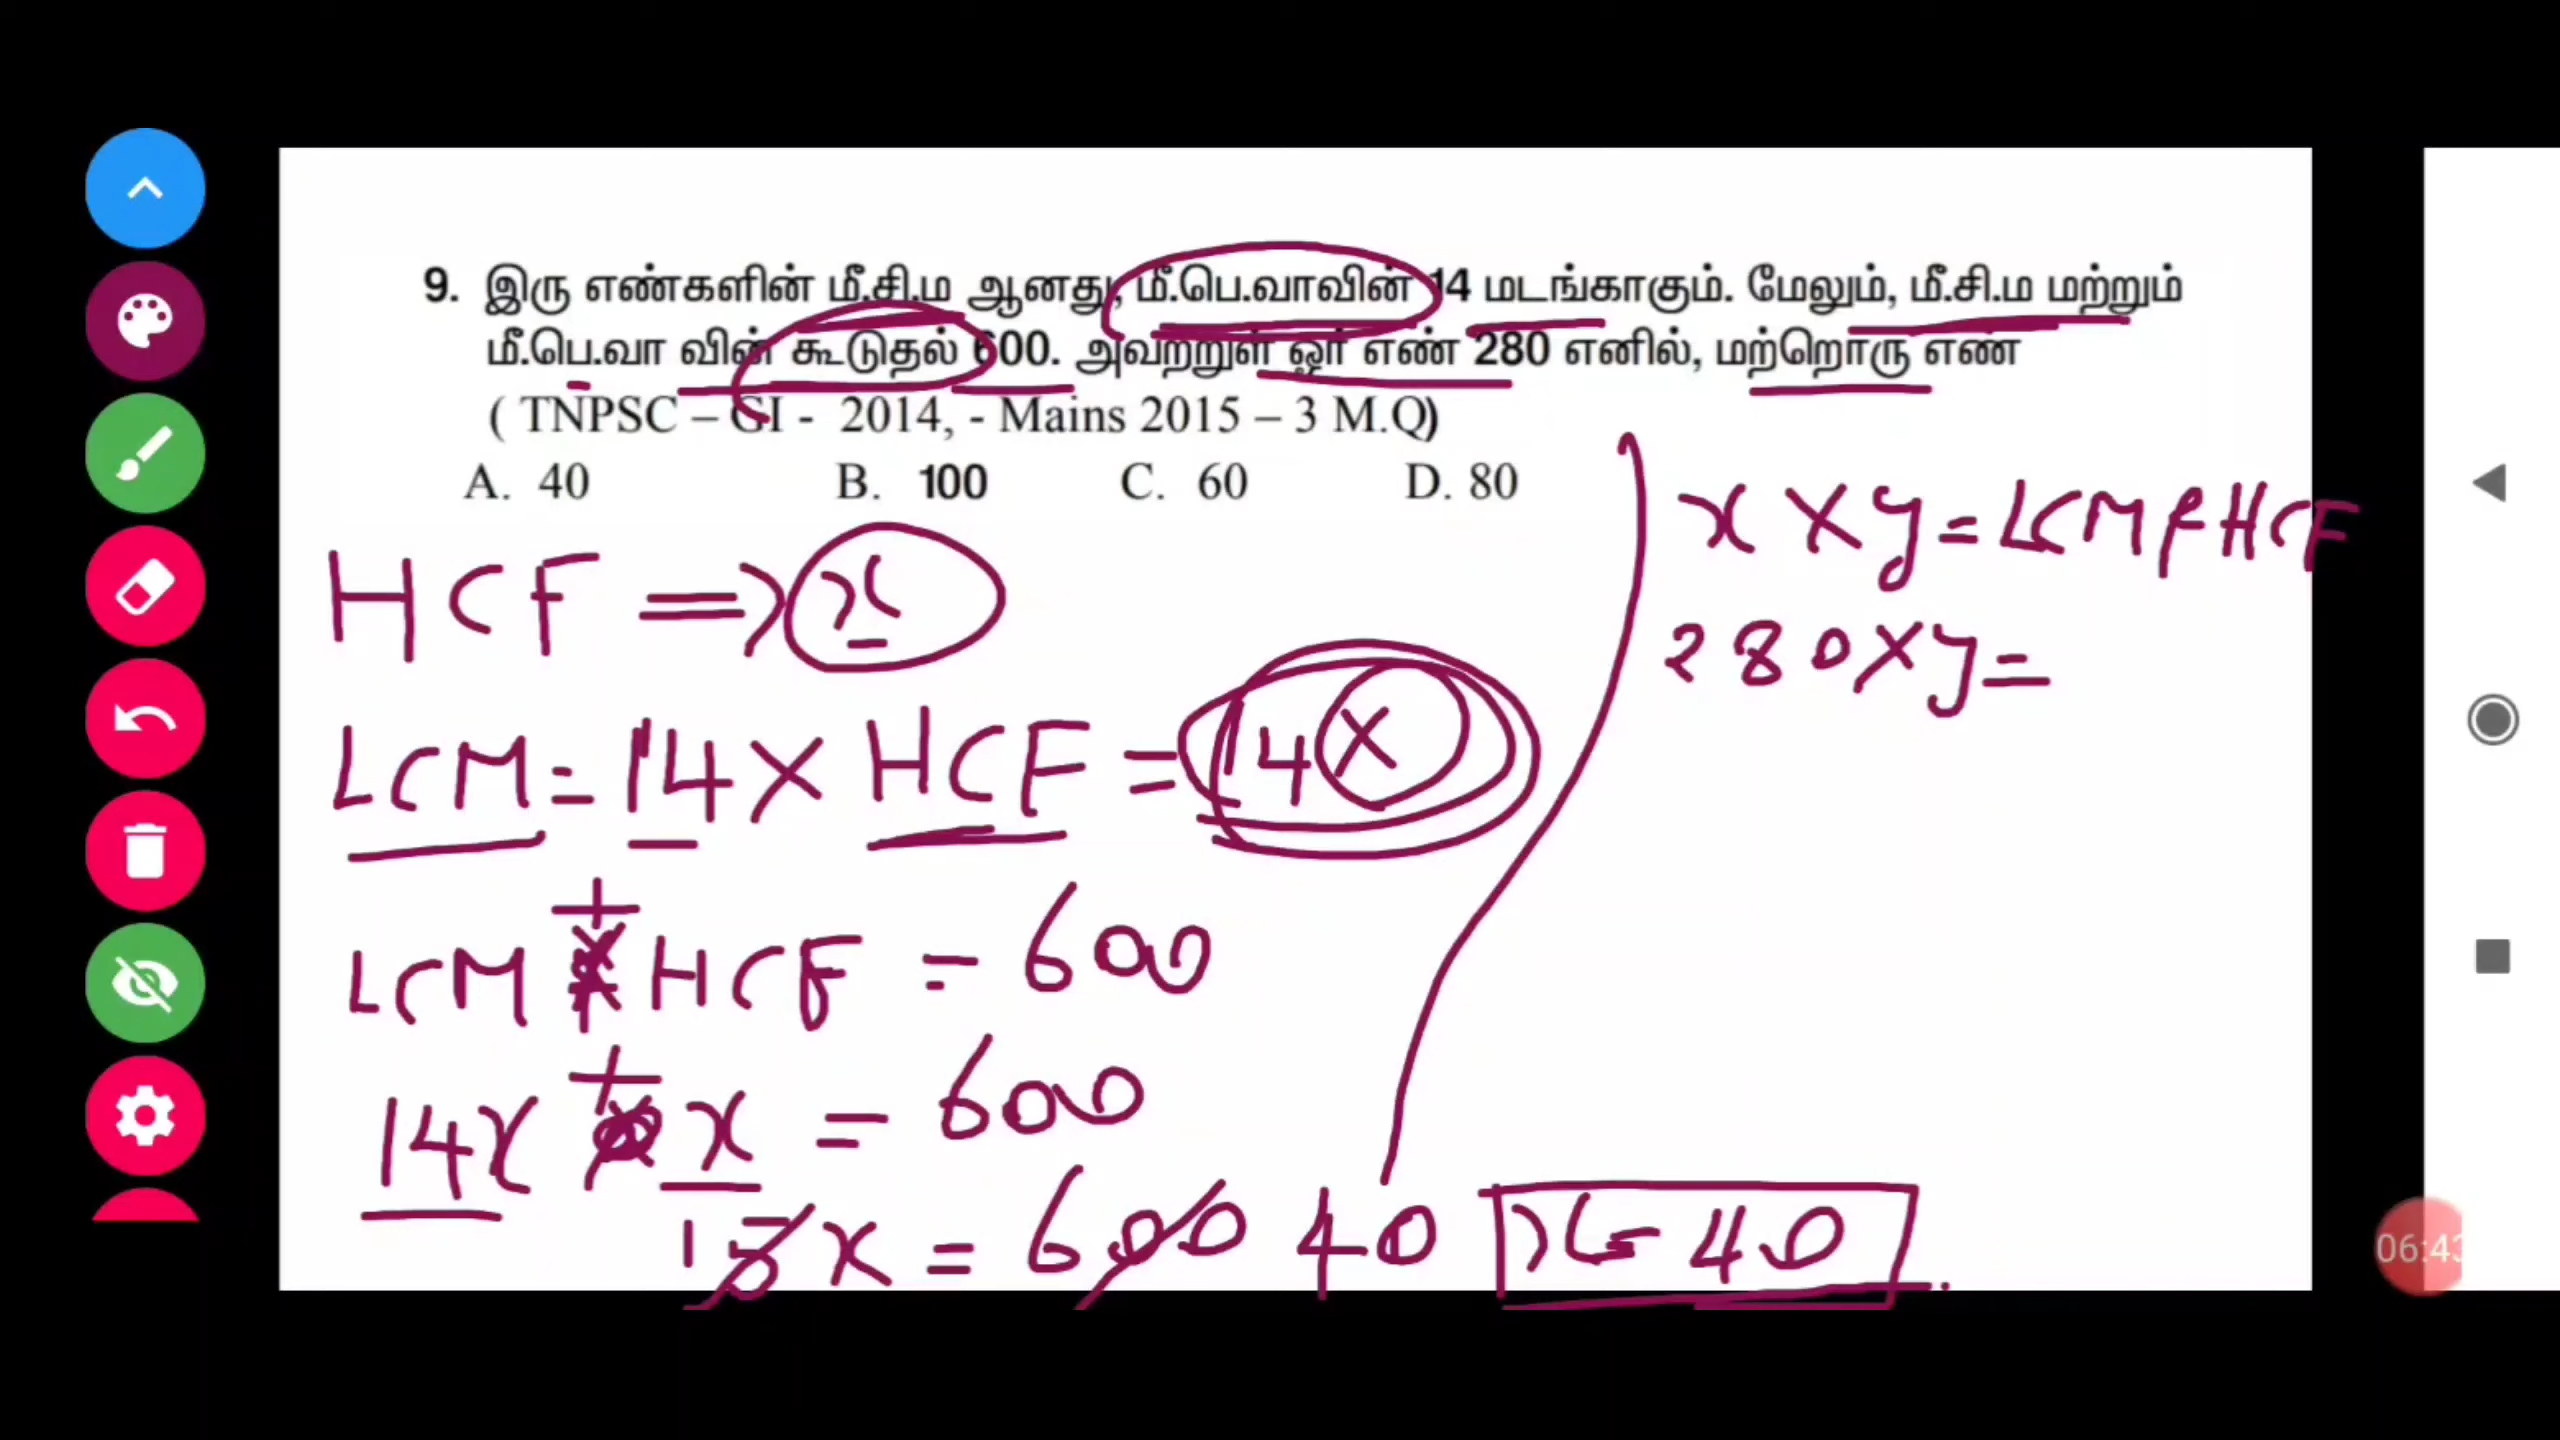 9. இரு எண்களின் மீ.சி.ம ஆனது, மீ.பெ.வாவின் 14 மடங்காகும். மேலும், மீ.சி.ம மற்றும்
மீ.பெ.வா வின் கூடுதல் 600. அவற்றுள் ஓர் எண் 280 எனில், மற்றொரு எண்
( TNPSC – GI - 2014, - Mains 2015 – 3 M.Q)
A. 40 B. 100 C. 60 D. 80
HCF ⇒ x
LCM = 14 X HCF = 14x
LCM + HCF = 600
14x + x = 600
15x = 600 40 x = 40
x X y = LCM x HCF
280 X y =
06:43